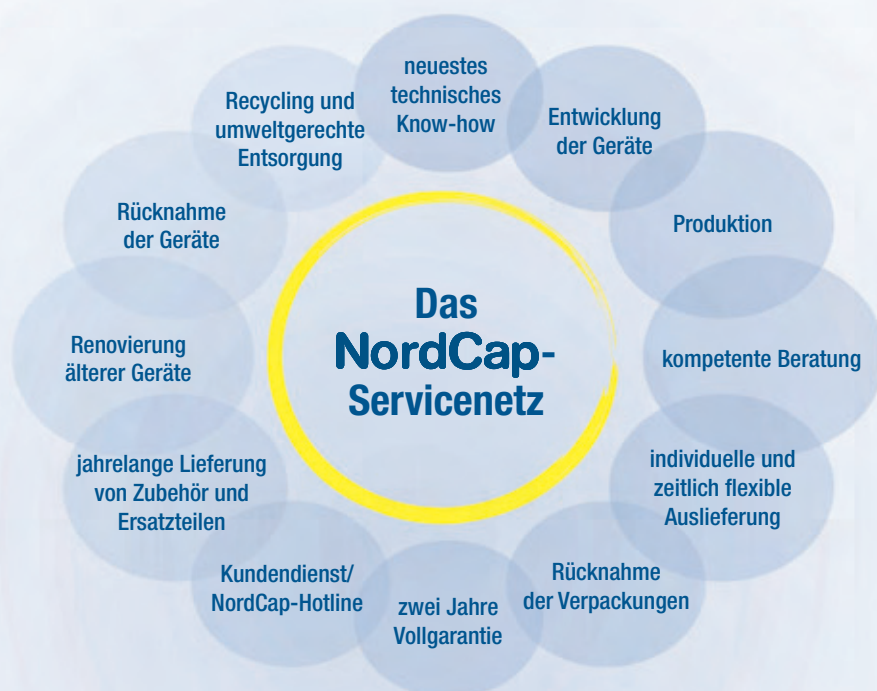 Das
NordCap-
Servicenetz
neuestes
technisches
Know-how
Entwicklung
der Geräte
Produktion
kompetente Beratung
individuelle und
zeitlich flexible
Auslieferung
Rücknahme
der Verpackungen
zwei Jahre
Vollgarantie
Kundendienst/
NordCap-Hotline
jahrelange Lieferung
von Zubehör und
Ersatzteilen
Renovierung
älterer Geräte
Rücknahme
der Geräte
Recycling und
umweltgerechte
Entsorgung